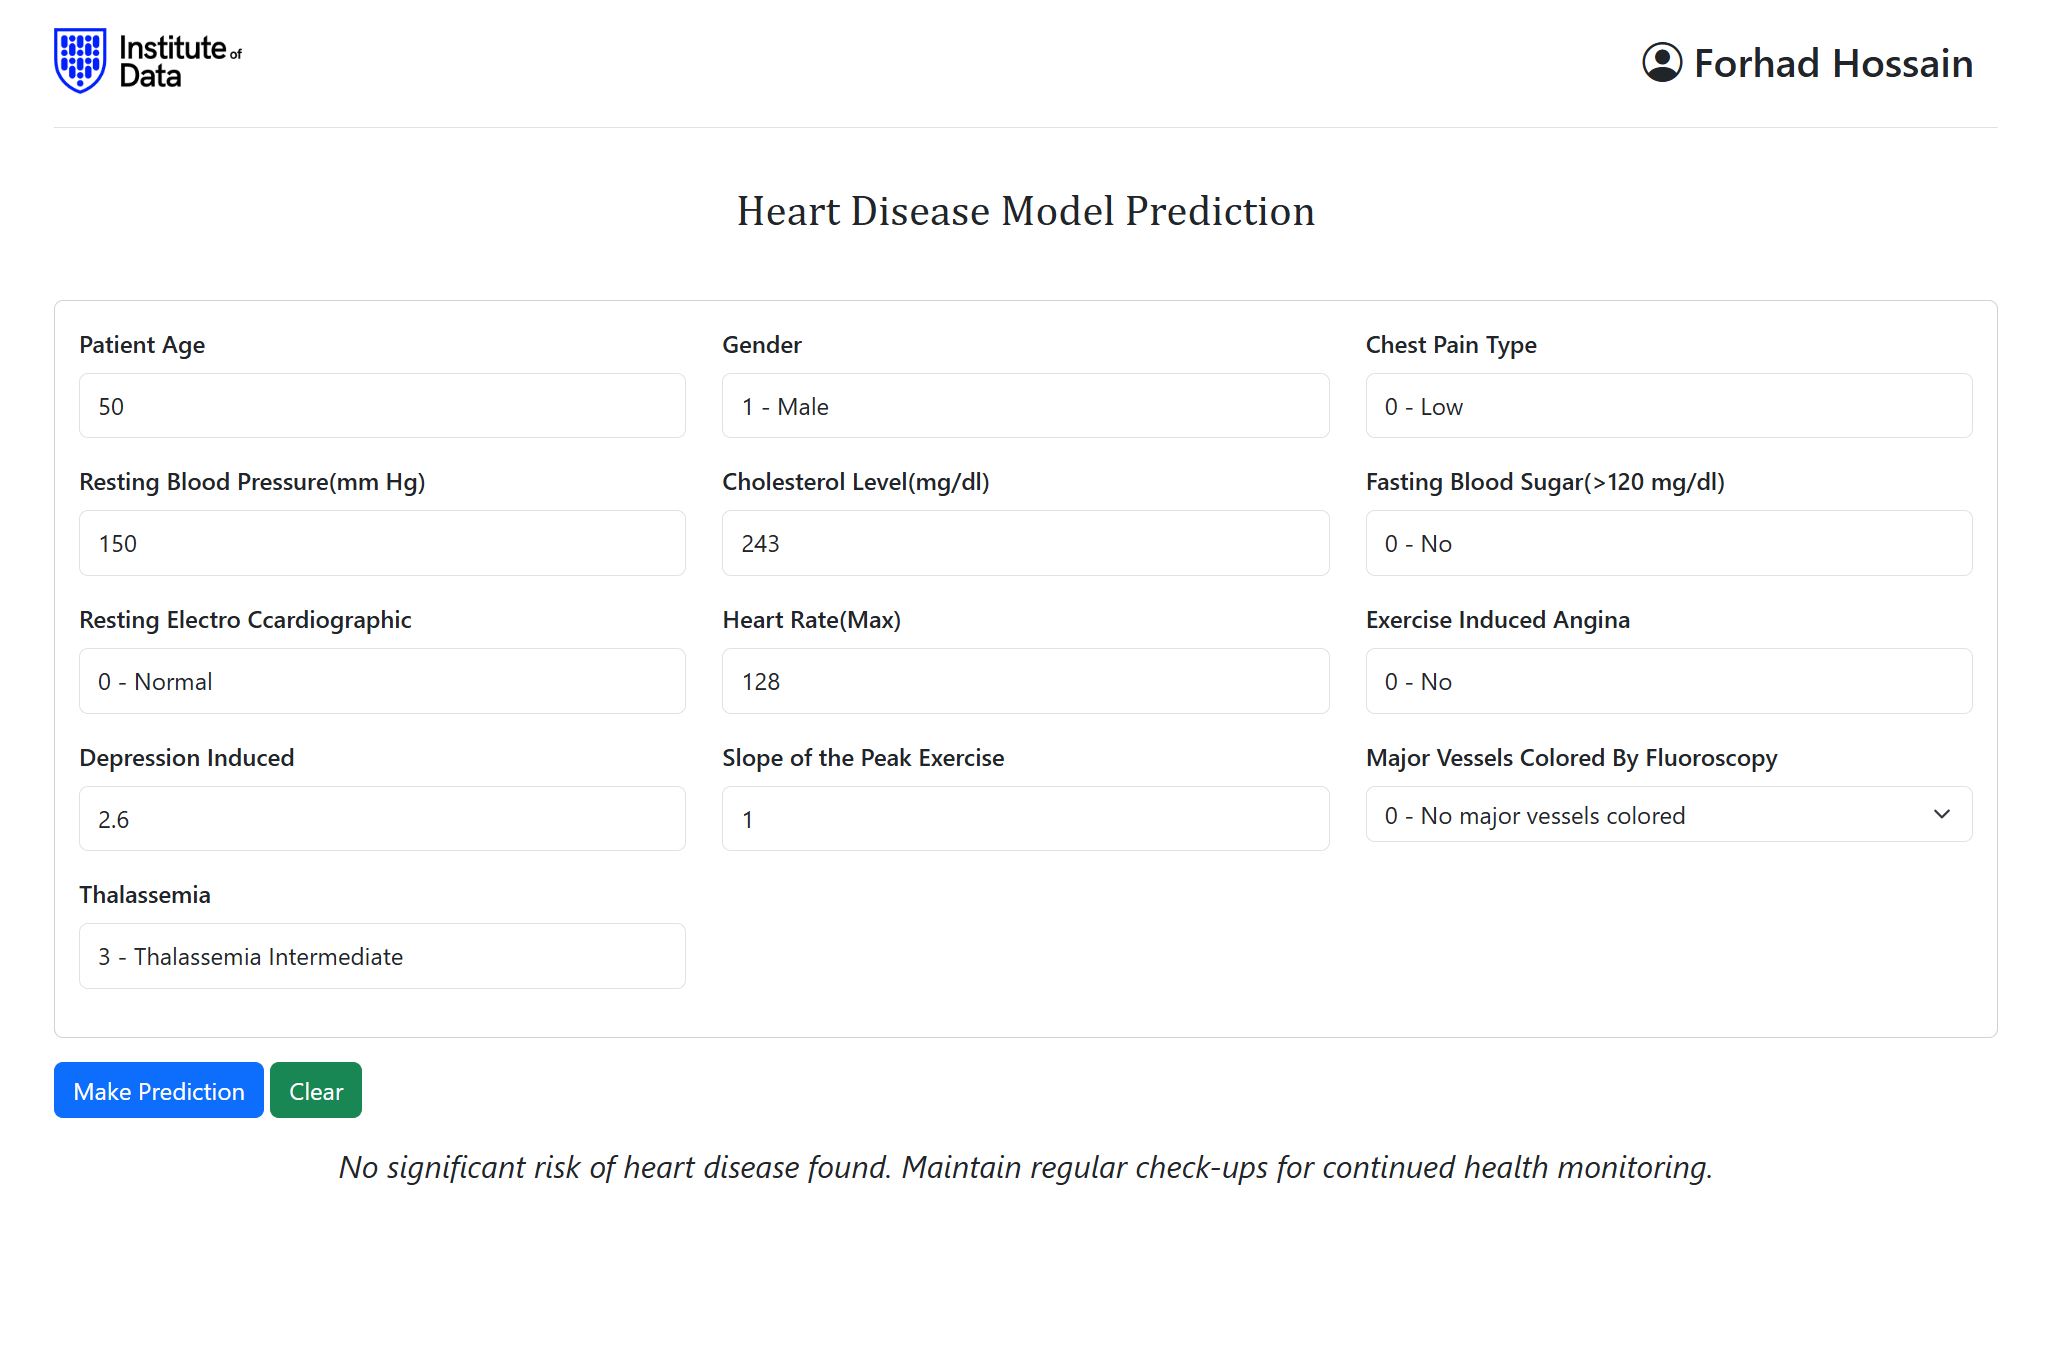 Institute of
Data
Forhad Hossain
Heart Disease Model Prediction
Patient Age
Gender
Chest Pain Type
50
1 - Male
0 - Low
Resting Blood Pressure(mm Hg)
Cholesterol Level(mg/dl)
Fasting Blood Sugar(>120 mg/dl)
150
243
0 - No
Resting Electro Ccardiographic
Heart Rate(Max)
Exercise Induced Angina
0 - Normal
128
0 - No
Depression Induced
Slope of the Peak Exercise
Major Vessels Colored By Fluoroscopy
2.6
1
0 - No major vessels colored
Thalassemia
3 - Thalassemia Intermediate
Make Prediction
Clear
No significant risk of heart disease found. Maintain regular check-ups for continued health monitoring.